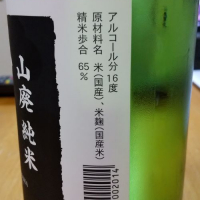 アルコール分16度
原材料名 米(国産)、米麹(国産米)
精米歩合 65%
山廃純米
0002014